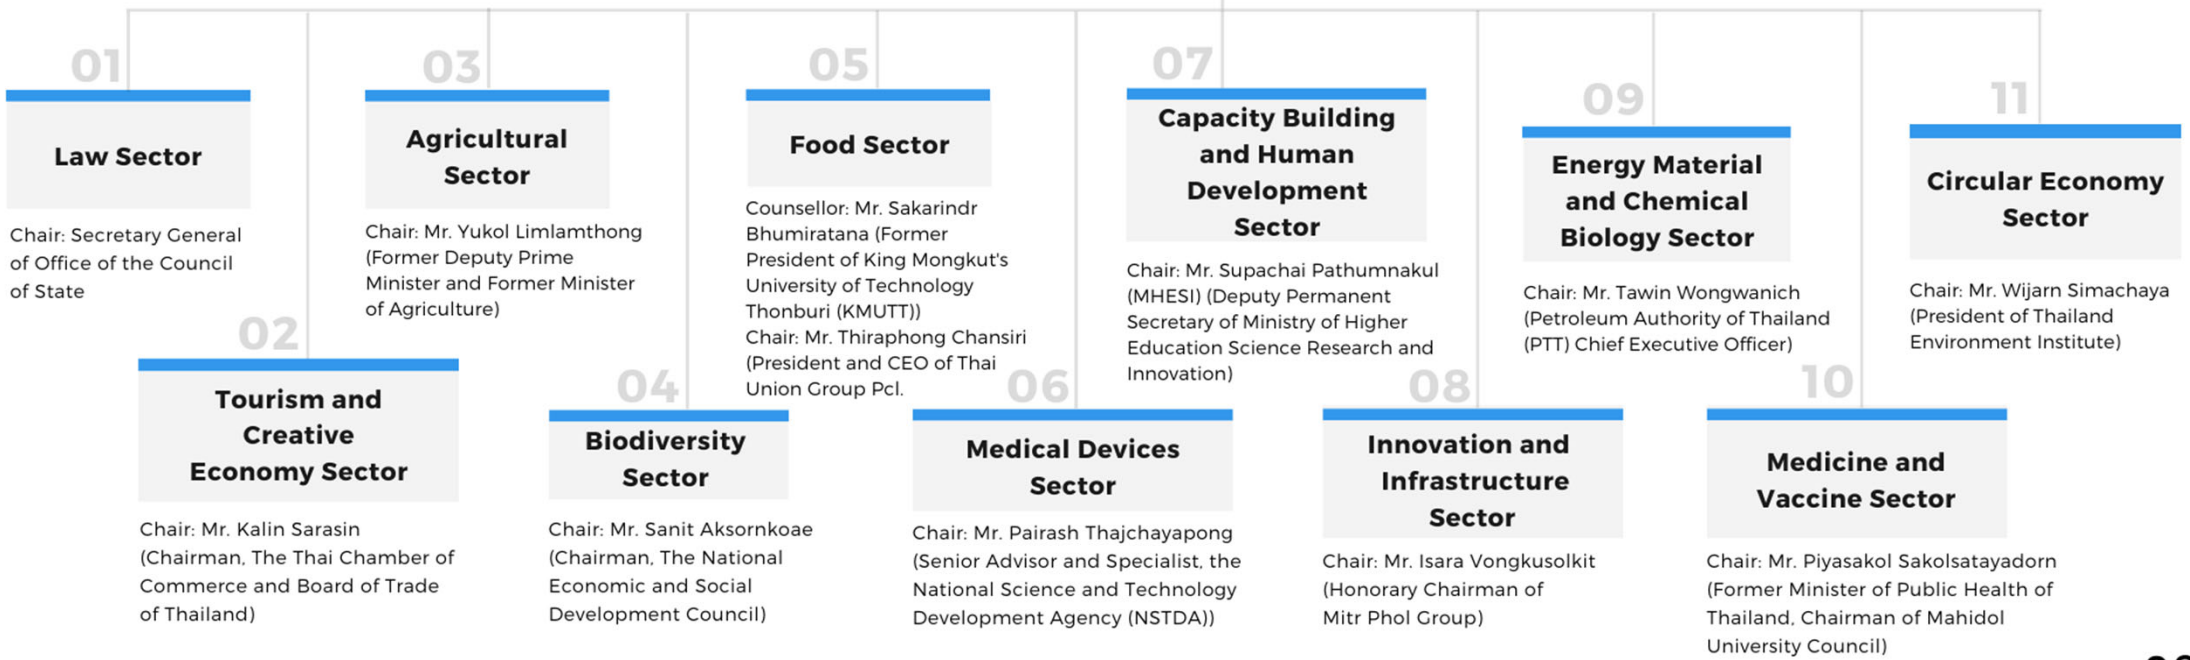 01
Law Sector
Chair: Secretary General
of Office of the Council
of State
02
Tourism and
Creative
Economy Sector
Chair: Mr. Kalin Sarasin
(Chairman, The Thai Chamber of
Commerce and Board of Trade
of Thailand)
03
Agricultural
Sector
Chair: Mr. Yukol Limlamthong
(Former Deputy Prime
Minister and Former Minister
of Agriculture)
04
Biodiversity
Sector
Chair: Mr. Sanit Aksornkoae
(Chairman, The National
Economic and Social
Development Council)
05
Food Sector
Counsellor: Mr. Sakarindr
Bhumiratana (Former
President of King Mongkut's
University of Technology
Thonburi (KMUTT))
Chair: Mr. Thiraphong Chansiri
(President and CEO of Thai
Union Group Pcl.
06
Medical Devices
Sector
Chair: Mr. Pairash Thajchayapong
(Senior Advisor and Specialist, the
National Science and Technology
Development Agency (NSTDA))
07
Capacity Building
and Human
Development
Sector
Chair: Mr. Supachai Pathumnakul
(MHESI) (Deputy Permanent
Secretary of Ministry of Higher
Education Science Research and
Innovation)
08
Innovation and
Infrastructure
Sector
Chair: Mr. Isara Vongkusolkit
(Honorary Chairman of
Mitr Phol Group)
09
Energy Material
and Chemical
Biology Sector
Chair: Mr. Tawin Wongwanich
(Petroleum Authority of Thailand
(PTT) Chief Executive Officer)
10
Medicine and
Vaccine Sector
Chair: Mr. Piyasakol Sakolsatayadorn
(Former Minister of Public Health of
Thailand, Chairman of Mahidol
University Council)
11
Circular Economy
Sector
Chair: Mr. Wijarn Simachaya
(President of Thailand
Environment Institute)